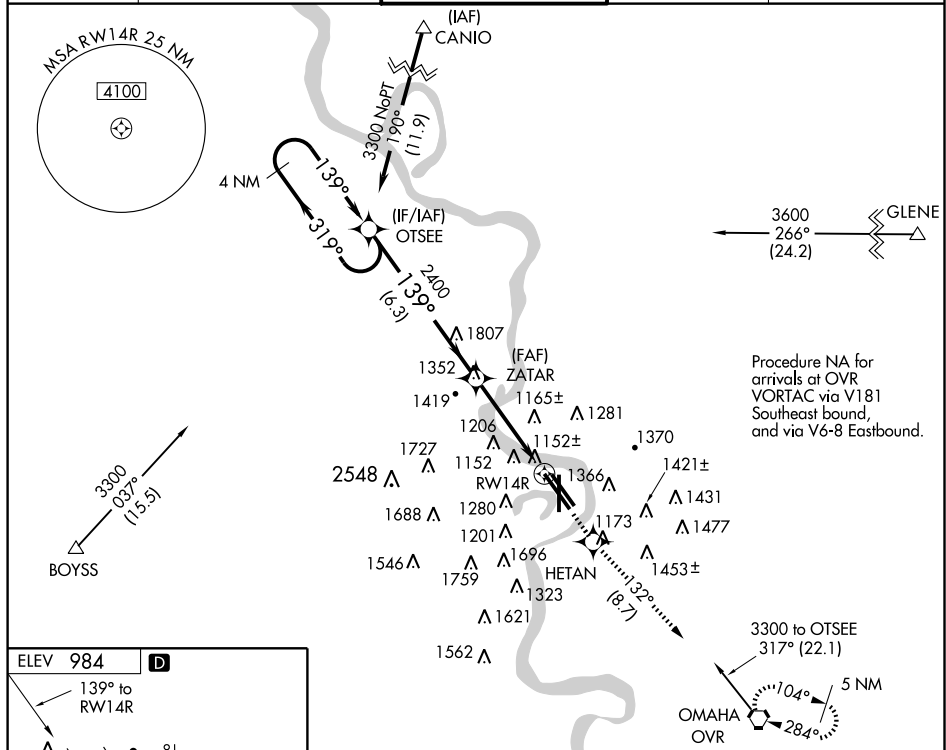 MSA RW14R 25 NM
4100
(IAF)
CANIO
3300 NoPT
190°
(11.9)
4 NM
139°
319°
(IF/IAF)
OTSEE
3600
266°
(24.2)
GLENE
2400
139°
(6.3)
1807
1352
(FAF)
ZATAR
1419
1165±
1281
Procedure NA for
arrivals at OVR
VORTAC via V181
Southeast bound,
and via V6-8 Eastbound.
1206
1152±
1370
1727
1152
2548
RW14R
1366
1421±
1431
1280
1688
1477
1201
1173
3300
037°
(15.5)
BOYSS
1546
1759
1696
HETAN
1453±
1323
132°
(8.7)
1621
1562
3300 to OTSEE
317° (22.1)
104°
5 NM
284°
OMAHA
OVR
ELEV 984
D
139° to
RW14R